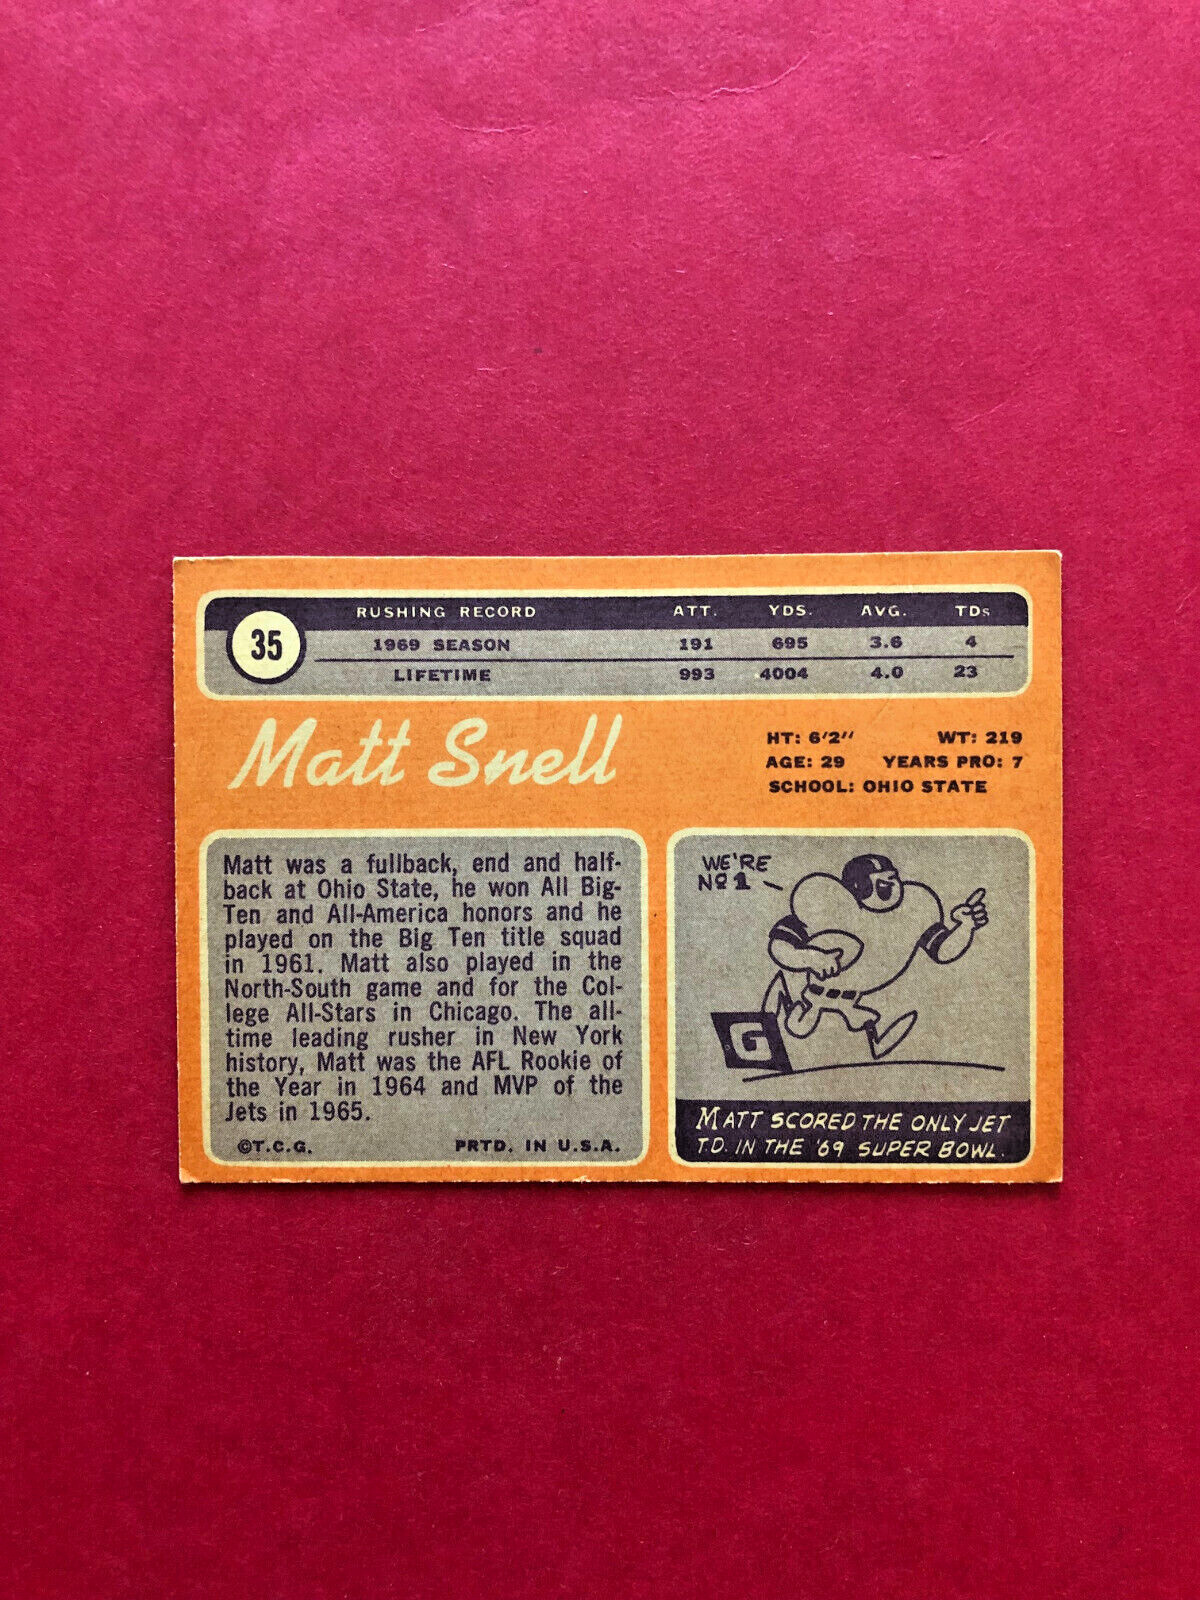 35
RUSHING RECORD ATT. YDS. AVG. TDs
1969 SEASON 191 695 3.6 4
LIFETIME 993 4004 4.0 23
Matt Snell
HT: 6'2" WT: 219
AGE: 29 YEARS PRO: 7
SCHOOL: OHIO STATE
Matt was a fullback, end and half-
back at Ohio State, he won All Big-
Ten and All-America honors and he
played on the Big Ten title squad
in 1961. Matt also played in the
North-South game and for the Col-
lege All-Stars in Chicago. The all-
time leading rusher in New York
history, Matt was the AFL Rookie of
the Year in 1964 and MVP of the
Jets in 1965.
©T.C.G. PRTD. IN U.S.A.
WE'RE
Nº 1
G
MATT SCORED THE ONLY JET
T.D. IN THE '69 SUPER BOWL.